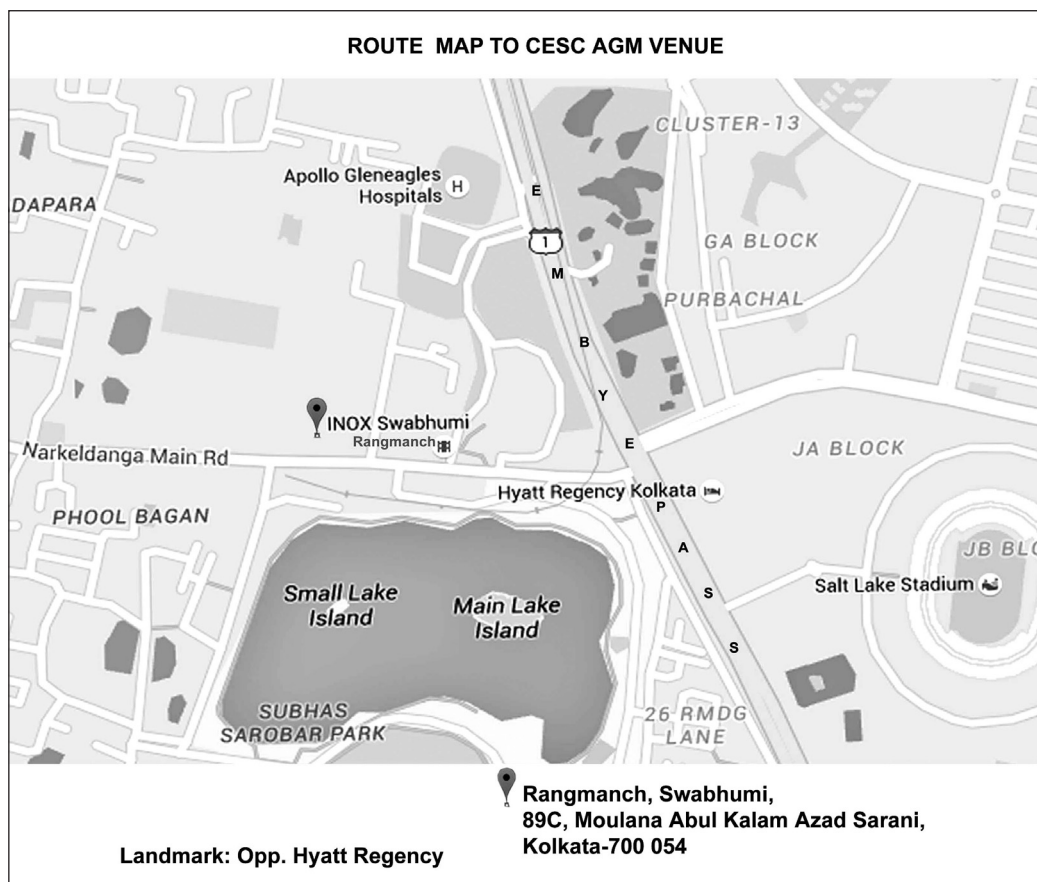 ROUTE MAP TO CESC AGM VENUE
CLUSTER-13
Apollo Gleneagles
Hospitals
H
E
DAPARA
1
GA BLOCK
M
PURBACHAL
B
Y
INOX Swabhumi
Rangmanch
E
JA BLOCK
Narkeldanga Main Rd
Hyatt Regency Kolkata
P
PHOOL BAGAN
A
JB BLO
Salt Lake Stadium
S
Small Lake
Island
Main Lake
Island
S
SUBHAS
SAROBAR PARK
26 RMDG
LANE
Rangmanch, Swabhumi,
89C, Moulana Abul Kalam Azad Sarani,
Kolkata-700 054
Landmark: Opp. Hyatt Regency